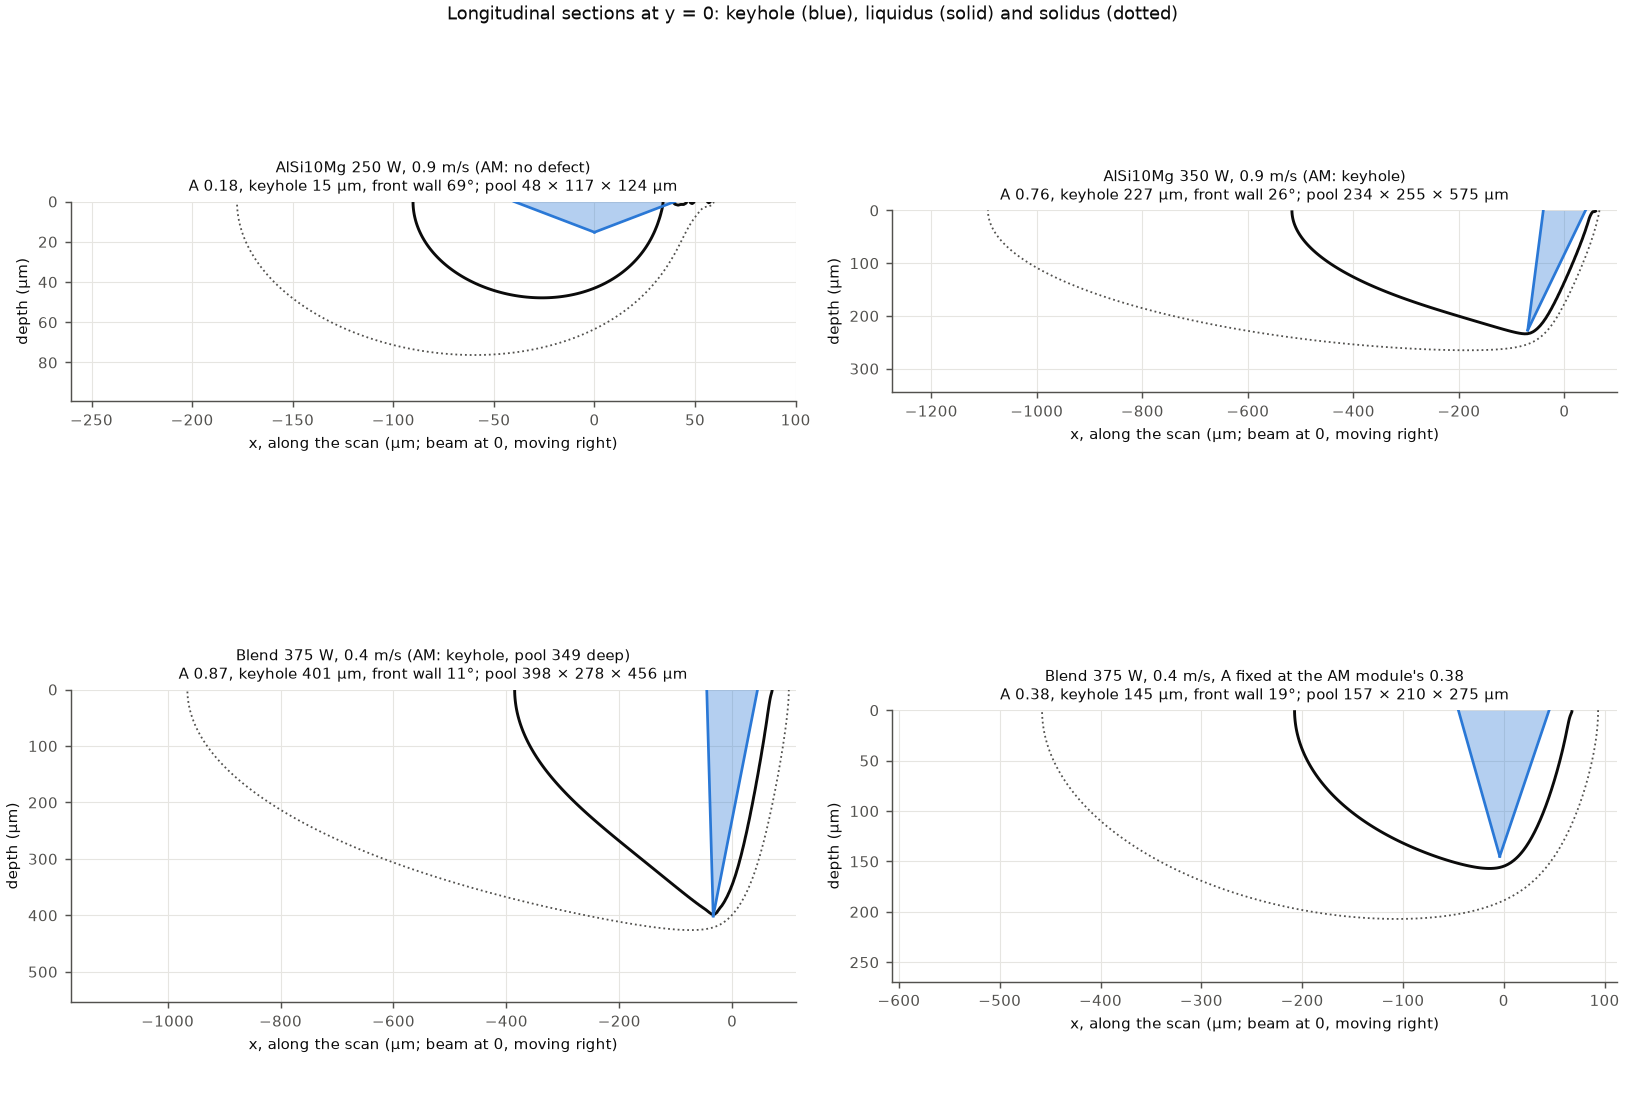 Longitudinal sections at y = 0: keyhole (blue), liquidus (solid) and solidus (dotted)
AlSi10Mg 250 W, 0.9 m/s (AM: no defect)
A 0.18, keyhole 15 µm, front wall 69°; pool 48 × 117 × 124 µm
depth (µm)
0
20
40
60
80
−250 −200 −150 −100 −50 0 50 100
x, along the scan (µm; beam at 0, moving right)
AlSi10Mg 350 W, 0.9 m/s (AM: keyhole)
A 0.76, keyhole 227 µm, front wall 26°; pool 234 × 255 × 575 µm
depth (µm)
0
100
200
300
−1200 −1000 −800 −600 −400 −200 0
x, along the scan (µm; beam at 0, moving right)
Blend 375 W, 0.4 m/s (AM: keyhole, pool 349 deep)
A 0.87, keyhole 401 µm, front wall 11°; pool 398 × 278 × 456 µm
depth (µm)
0
100
200
300
400
500
−1000 −800 −600 −400 −200 0
x, along the scan (µm; beam at 0, moving right)
Blend 375 W, 0.4 m/s, A fixed at the AM module's 0.38
A 0.38, keyhole 145 µm, front wall 19°; pool 157 × 210 × 275 µm
depth (µm)
0
50
100
150
200
250
−600 −500 −400 −300 −200 −100 0 100
x, along the scan (µm; beam at 0, moving right)